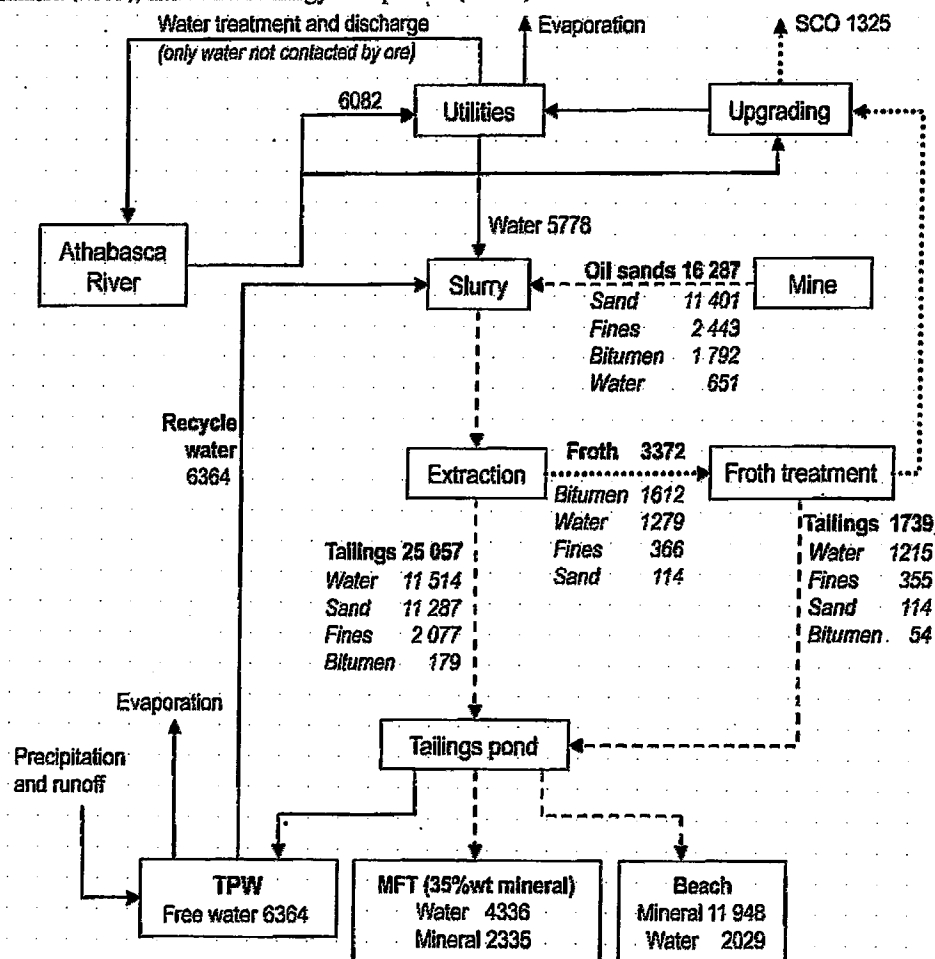 Water treatment and discharge
(only water not contacted by ore)
Evaporation
SCO 1325
6082
Utilities
Upgrading
Athabasca
River
Water 5778
Slurry
Oil sands 16 287
Sand 11 401
Fines 2 443
Bitumen 1 792
Water 651
Mine
Recycle
water
6364
Extraction
Froth 3372
Bitumen 1612
Water 1279
Fines 366
Sand 114
Froth treatment
Tailings 1739
Water 1215
Fines 355
Sand 114
Bitumen 54
Tailings 25 057
Water 11 514
Sand 11 287
Fines 2 077
Bitumen 179
Evaporation
Precipitation
and runoff
Tailings pond
TPW
Free water 6364
MFT (35%wt mineral)
Water 4336
Mineral 2335
Beach
Mineral 11 948
Water 2029